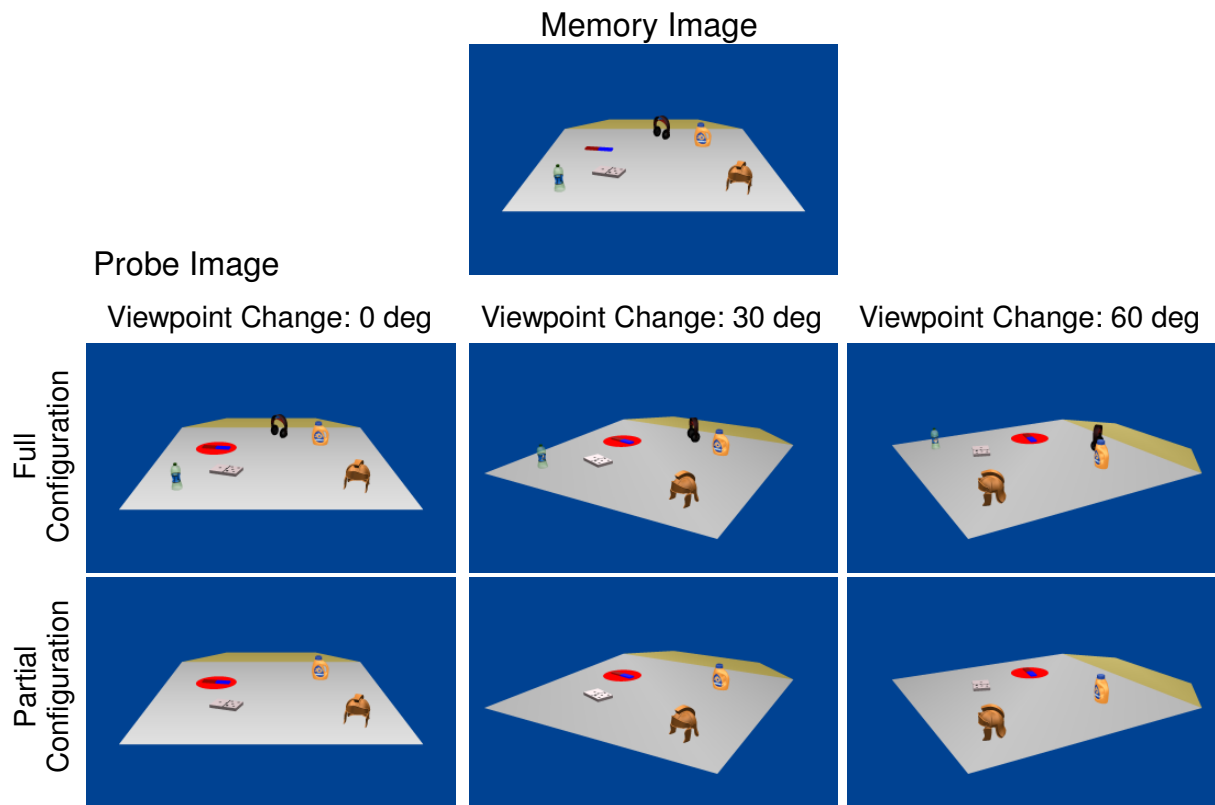 Memory Image
Probe Image
Viewpoint Change: 0 deg
Viewpoint Change: 30 deg
Viewpoint Change: 60 deg
Full
Configuration
Partial
Configuration